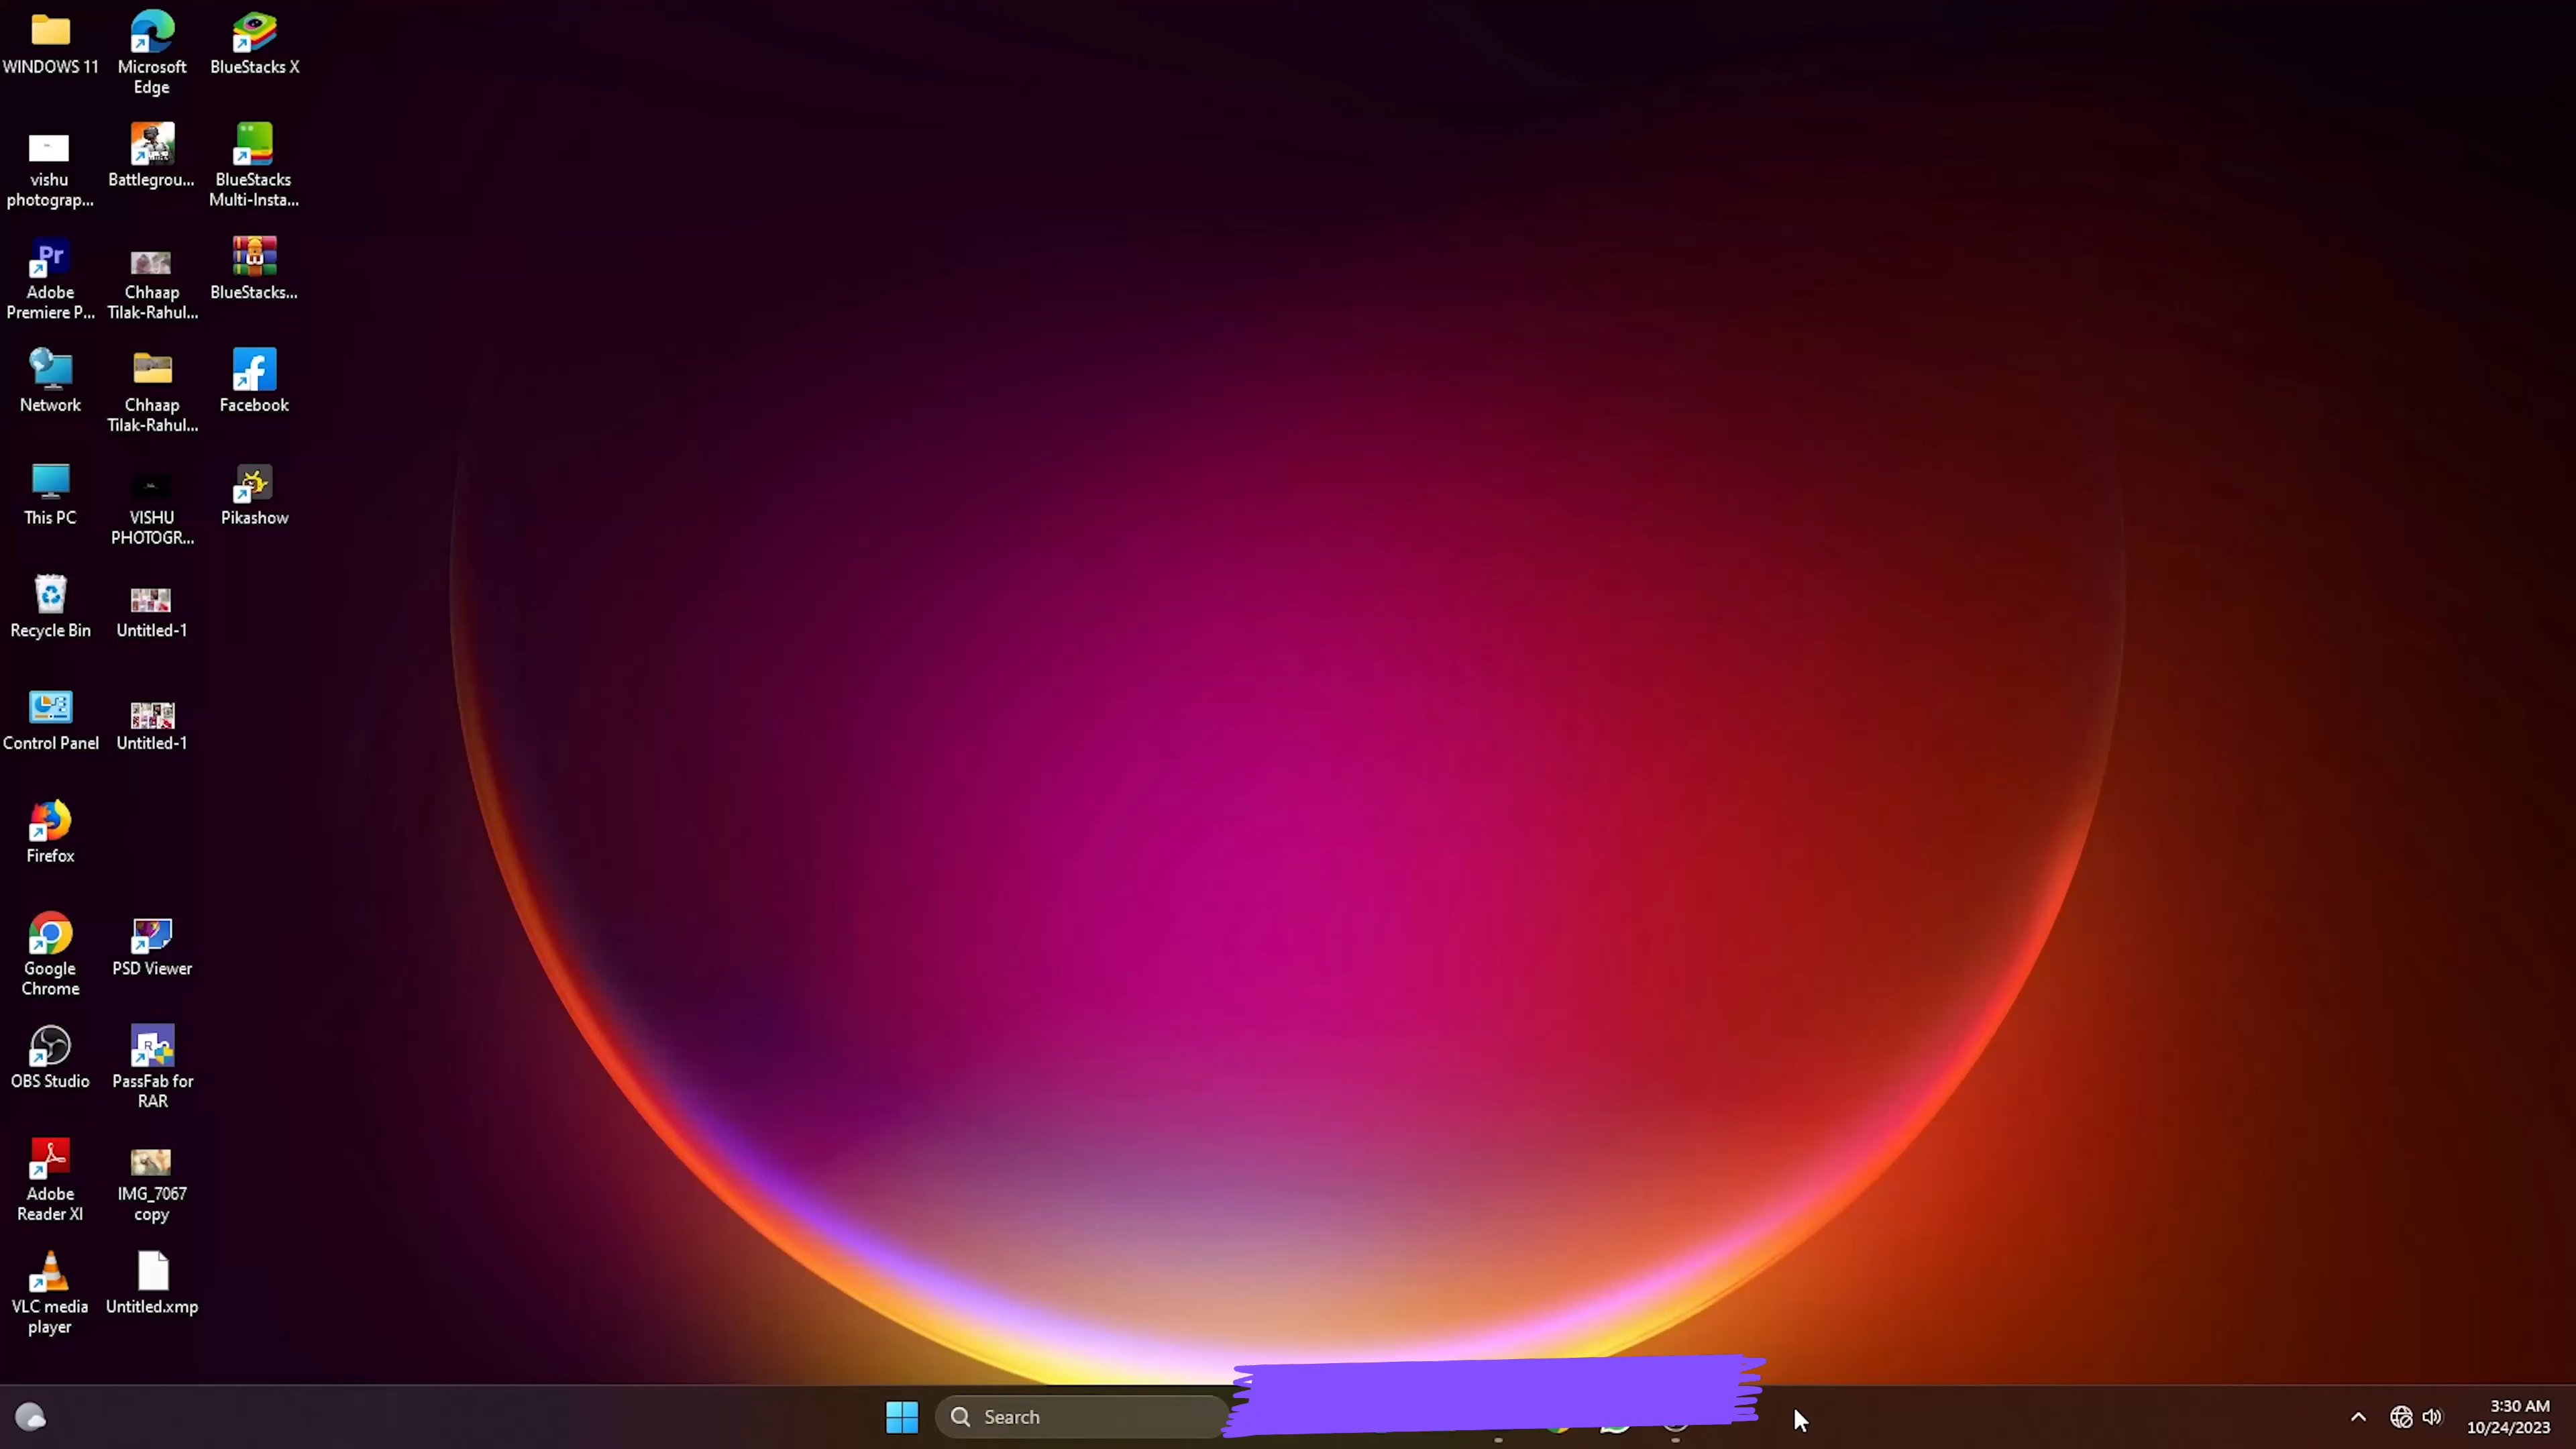 WINDOWS 11
Microsoft
Edge
BlueStacks X
vishu
photograp...
Battlegrou...
BlueStacks
Multi-Insta...
Pr
Adobe
Premiere P...
Chhaap
Tilak-Rahul...
BlueStacks...
Network
Chhaap
Tilak-Rahul...
Facebook
This PC
VISHU
PHOTOGR...
Pikashow
Recycle Bin
Untitled-1
Control Panel
Untitled-1
Firefox
Google
Chrome
PSD Viewer
OBS Studio
PassFab for
RAR
Adobe
Reader XI
IMG_7067
copy
VLC media
player
Untitled.xmp
Search
3:30 AM
10/24/2023